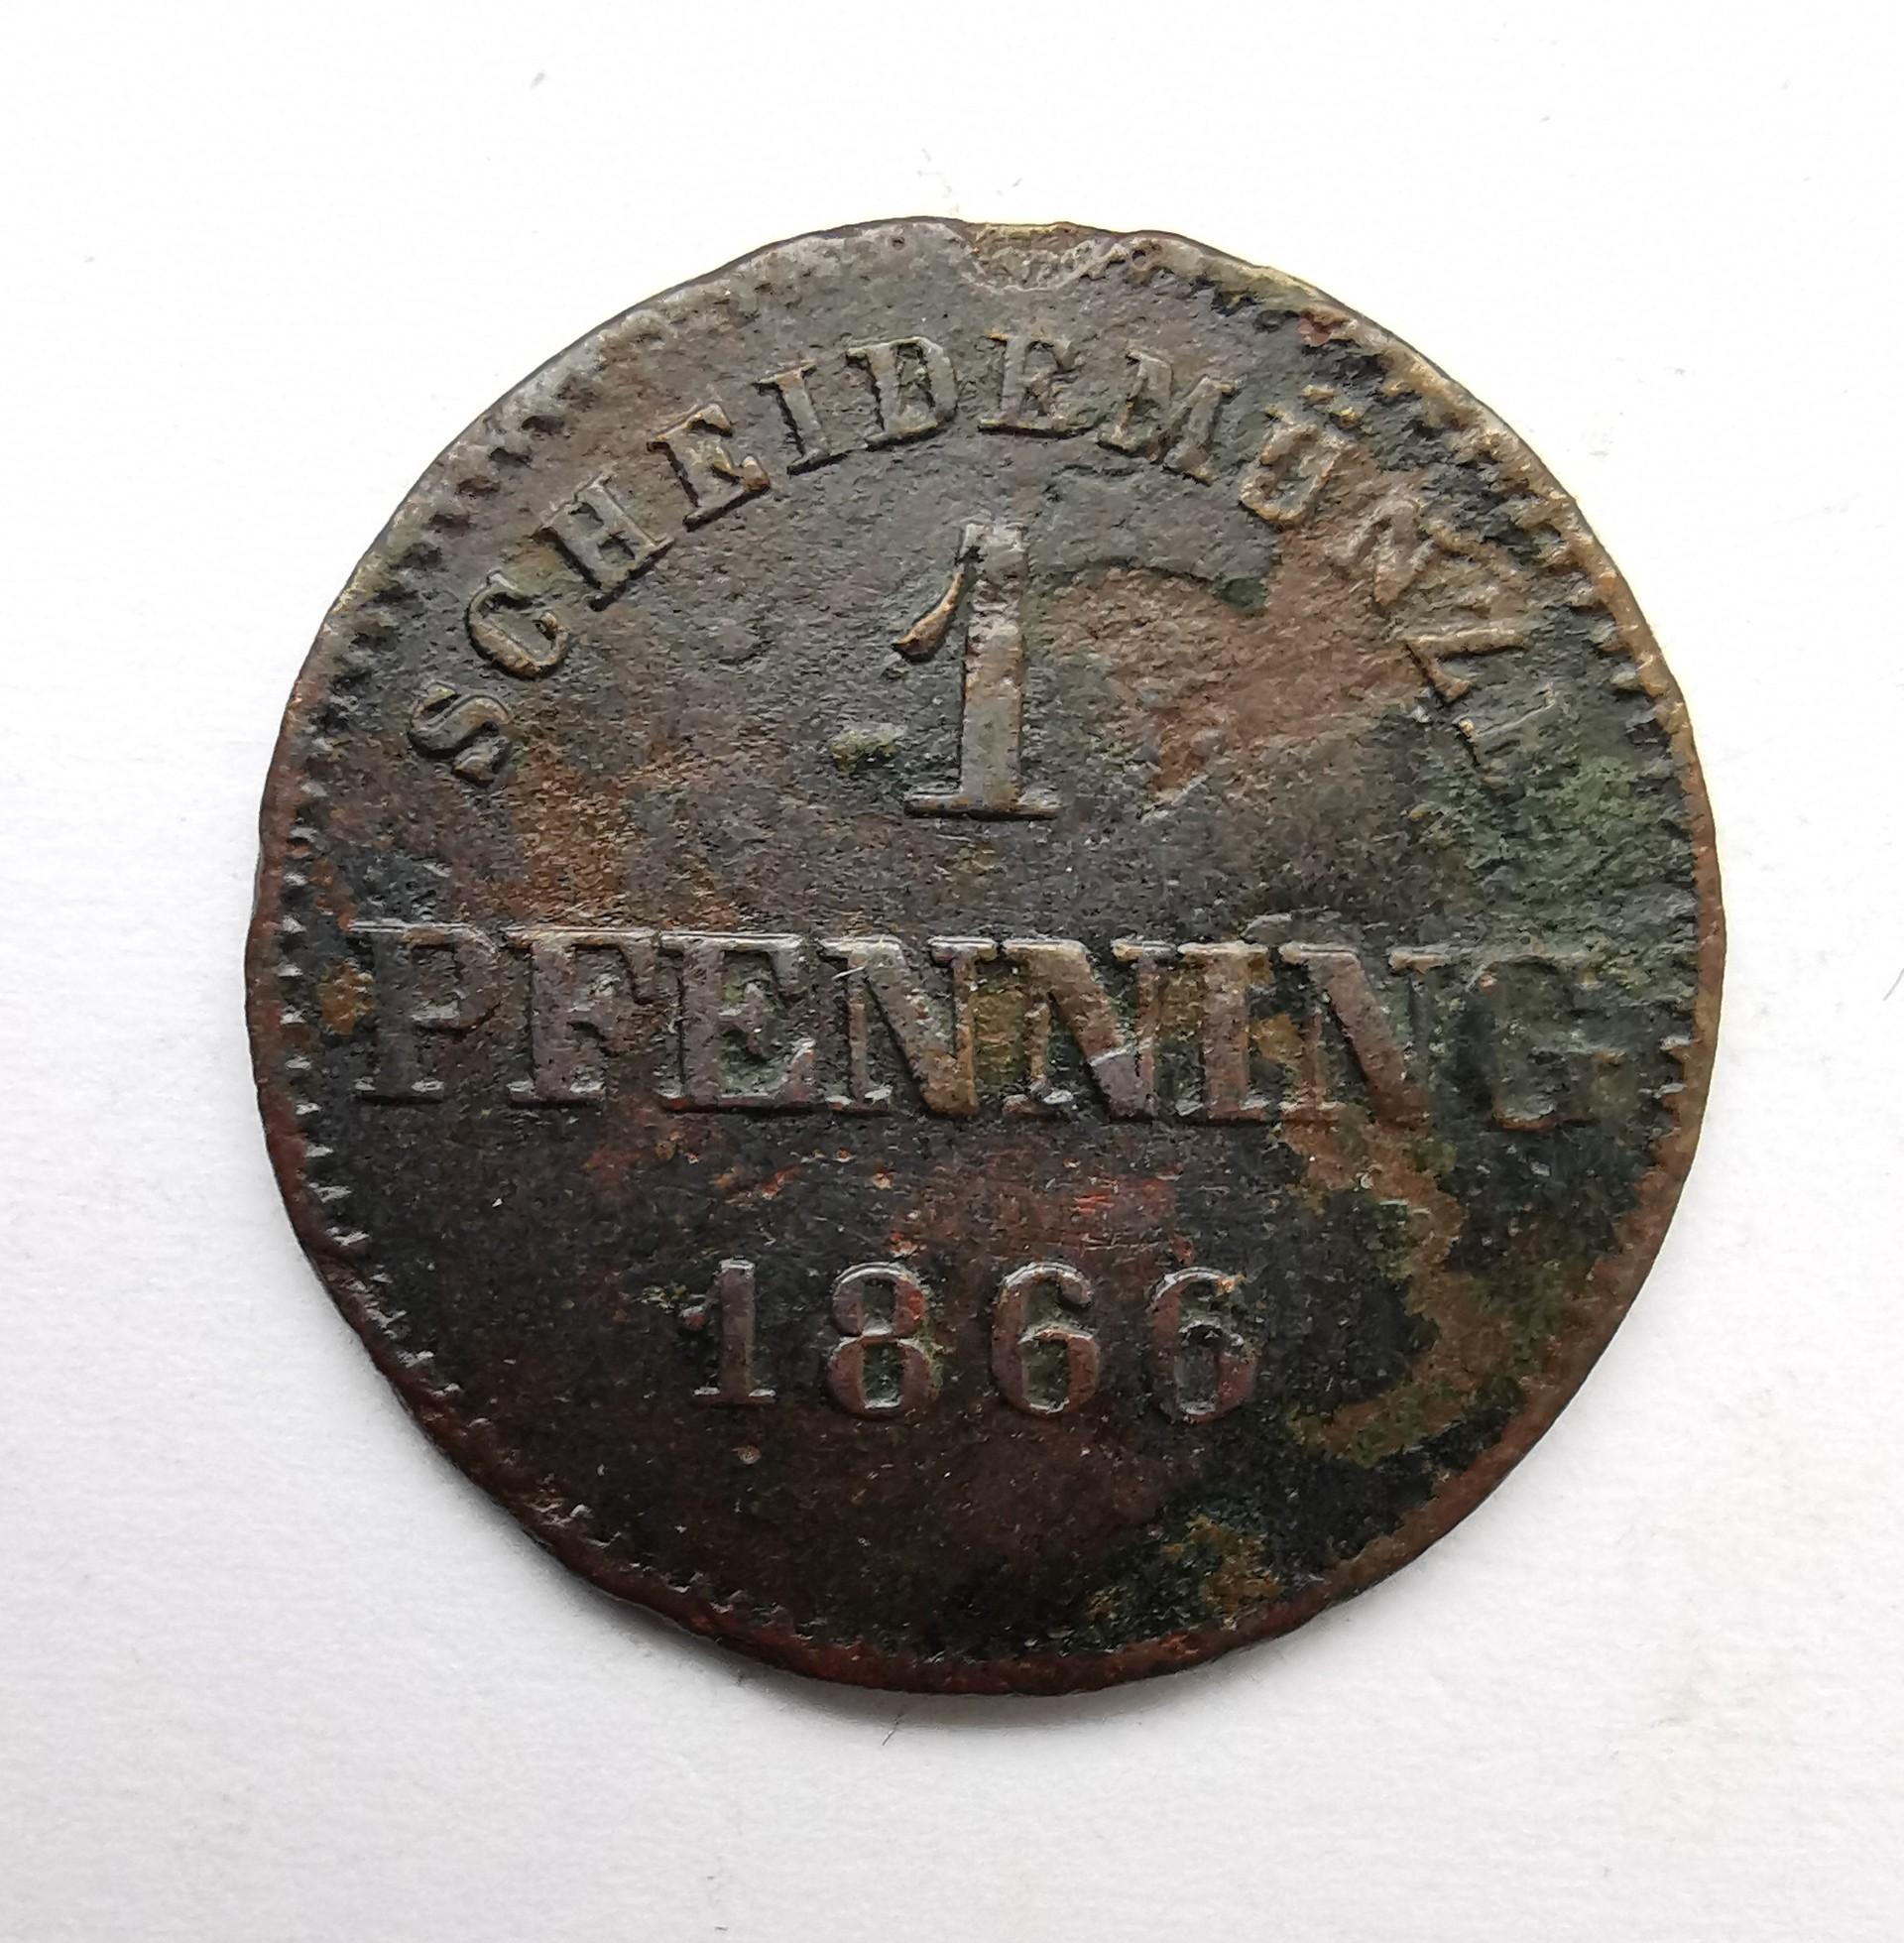 SCHEIDEMÜNZE
1
PFENNING
1866